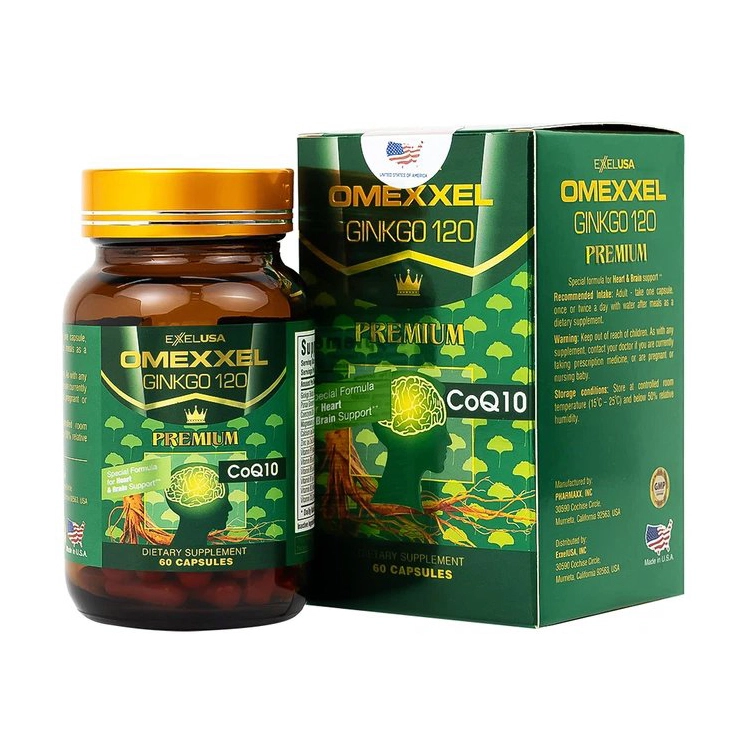 EXELUSA
OMEXXEL
GINKGO 120
PREMIUM
Special Formula
for Heart
& Brain Support**
CoQ10
DIETARY SUPPLEMENT
60 CAPSULES
Made in U.S.A.
UNITED STATES OF AMERICA
OMEXXEL
GINKGO 120
PREMIUM
Special Formula
Heart
Brain Support**
CoQ10
DIETARY SUPPLEMENT
60 CAPSULES
EXELUSA
OMEXXEL
GINKGO 120
PREMIUM
Special formula for Heart & Brain support**
Recommended Intake: Adult - take one capsule,
once or twice a day with water after meals as a
dietary supplement.
Warning: Keep out of reach of children. As with any
supplement, contact your doctor if you are currently
taking prescription medicine, or are pregnant or
nursing baby.
Storage conditions: Store at controlled room
temperature (15°C – 25°C) and below 50% relative
humidity.
Manufactured by:
PHARMAXX, INC
30590 Cochise Circle,
Murrieta, California 92563, USA
Distributed by:
ExxelUSA, INC
30590 Cochise Circle,
Murrieta, California 92563, USA
GMP
Made in U.S.A.